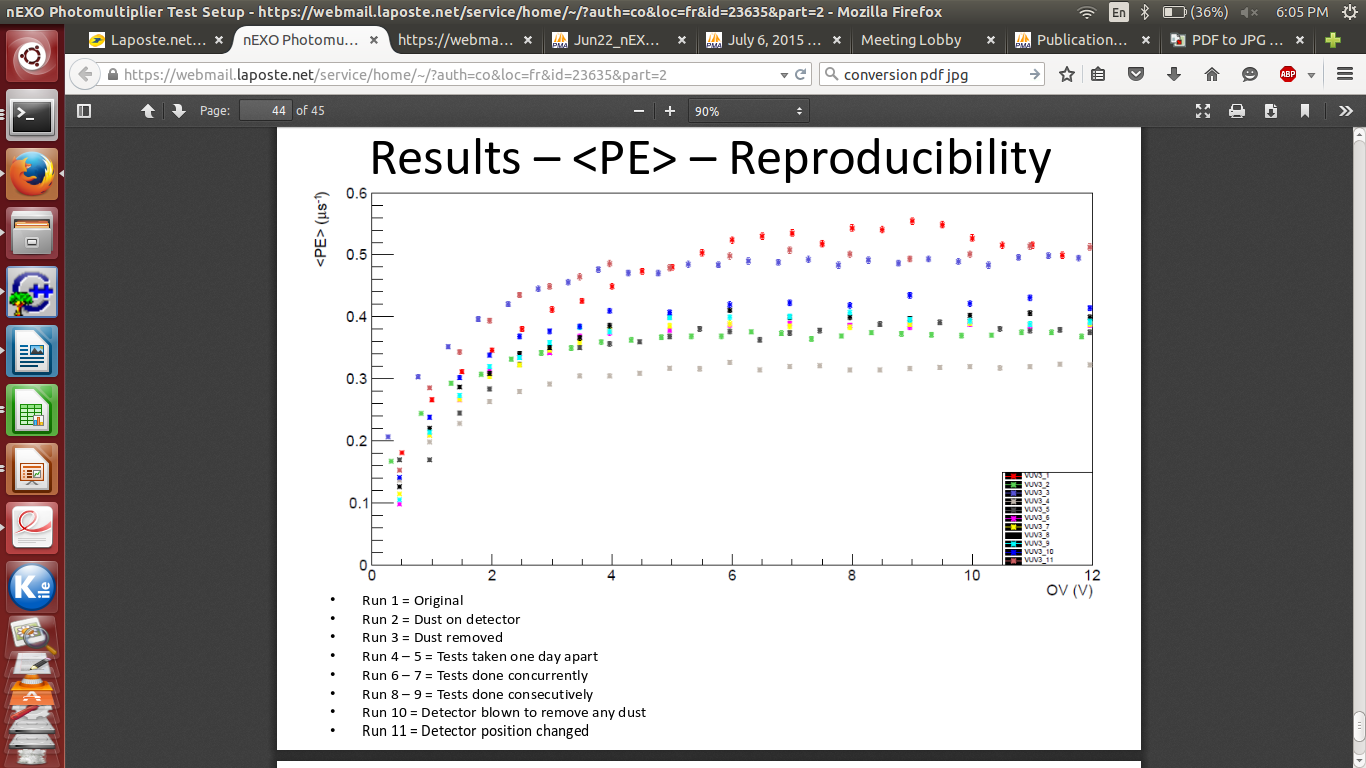 nEXO Photomultiplier Test Setup - https://webmail.laposte.net/service/home/~/?auth=co&loc=fr&id=23635&part=2 - Mozilla Firefox
En
(36%)
6:05 PM
Laposte.net...
nEXO Photomu...
https://webma...
Jun22_nEX...
July 6, 2015 ...
Meeting Lobby
Publication...
PDF to JPG ...
https://webmail.laposte.net/service/home/~/?auth=co&loc=fr&id=23635&part=2
conversion pdf jpg
ABP
Page:
44
of 45
90%
Results – <PE> – Reproducibility
<PE> (µs-1)
0.6
0.5
0.4
0.3
0.2
0.1
0
0
2
4
6
8
10
12
OV (V)
VUV3_1
VUV3_2
VUV3_3
VUV3_4
VUV3_5
VUV3_6
VUV3_7
VUV3_8
VUV3_9
VUV3_10
VUV3_11
• Run 1 = Original
• Run 2 = Dust on detector
• Run 3 = Dust removed
• Run 4 – 5 = Tests taken one day apart
• Run 6 – 7 = Tests done concurrently
• Run 8 – 9 = Tests done consecutively
• Run 10 = Detector blown to remove any dust
• Run 11 = Detector position changed
K
ile